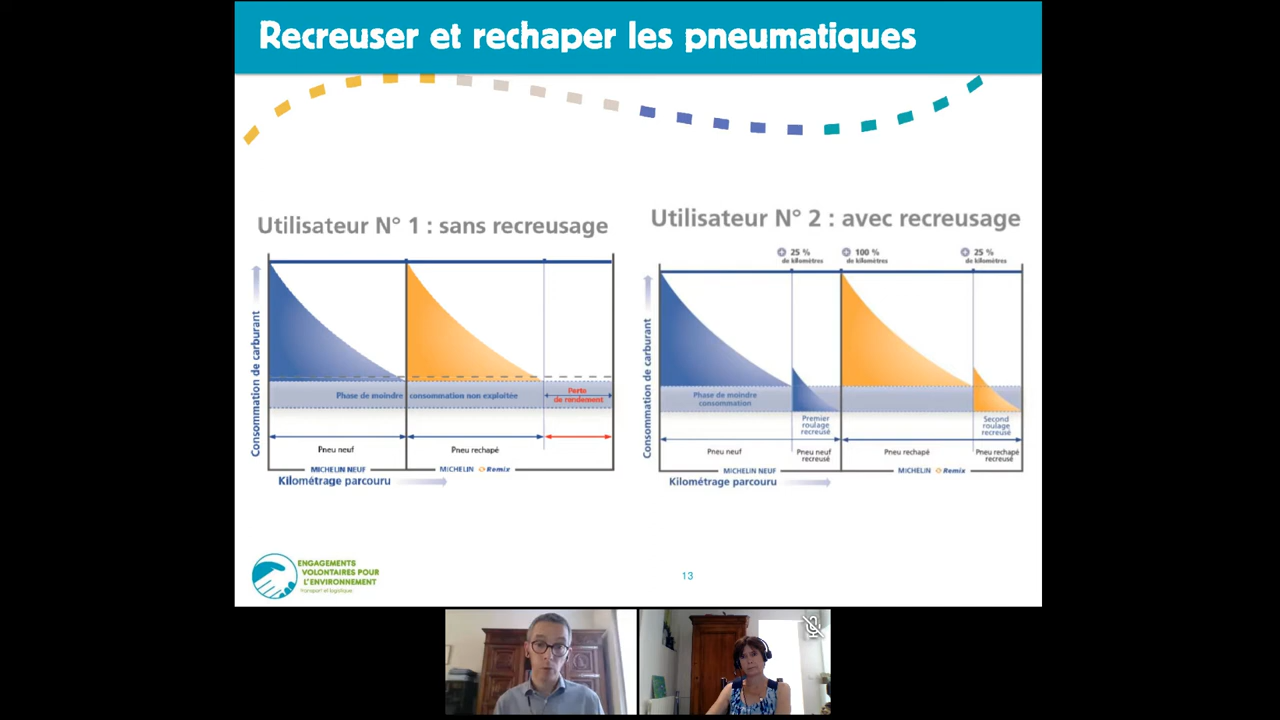 Recreuser et rechaper les pneumatiques
Utilisateur N° 1 : sans recreusage
Consommation de carburant
Phase de moindre consommation non exploitée
Perte
de rendement
Pneu neuf
Pneu rechapé
MICHELIN NEUF
MICHELIN Remix
Kilométrage parcouru
Utilisateur N° 2 : avec recreusage
+ 25 %
de kilomètres
+ 100 %
de kilomètres
+ 25 %
de kilomètres
Consommation de carburant
Phase de moindre
consommation
Premier
roulage
recreusé
Second
roulage
recreusé
Pneu neuf
Pneu neuf
recreusé
Pneu rechapé
Pneu rechapé
recreusé
MICHELIN NEUF
MICHELIN Remix
Kilométrage parcouru
ENGAGEMENTS
VOLONTAIRES POUR
L'ENVIRONNEMENT
transport et logistique
13